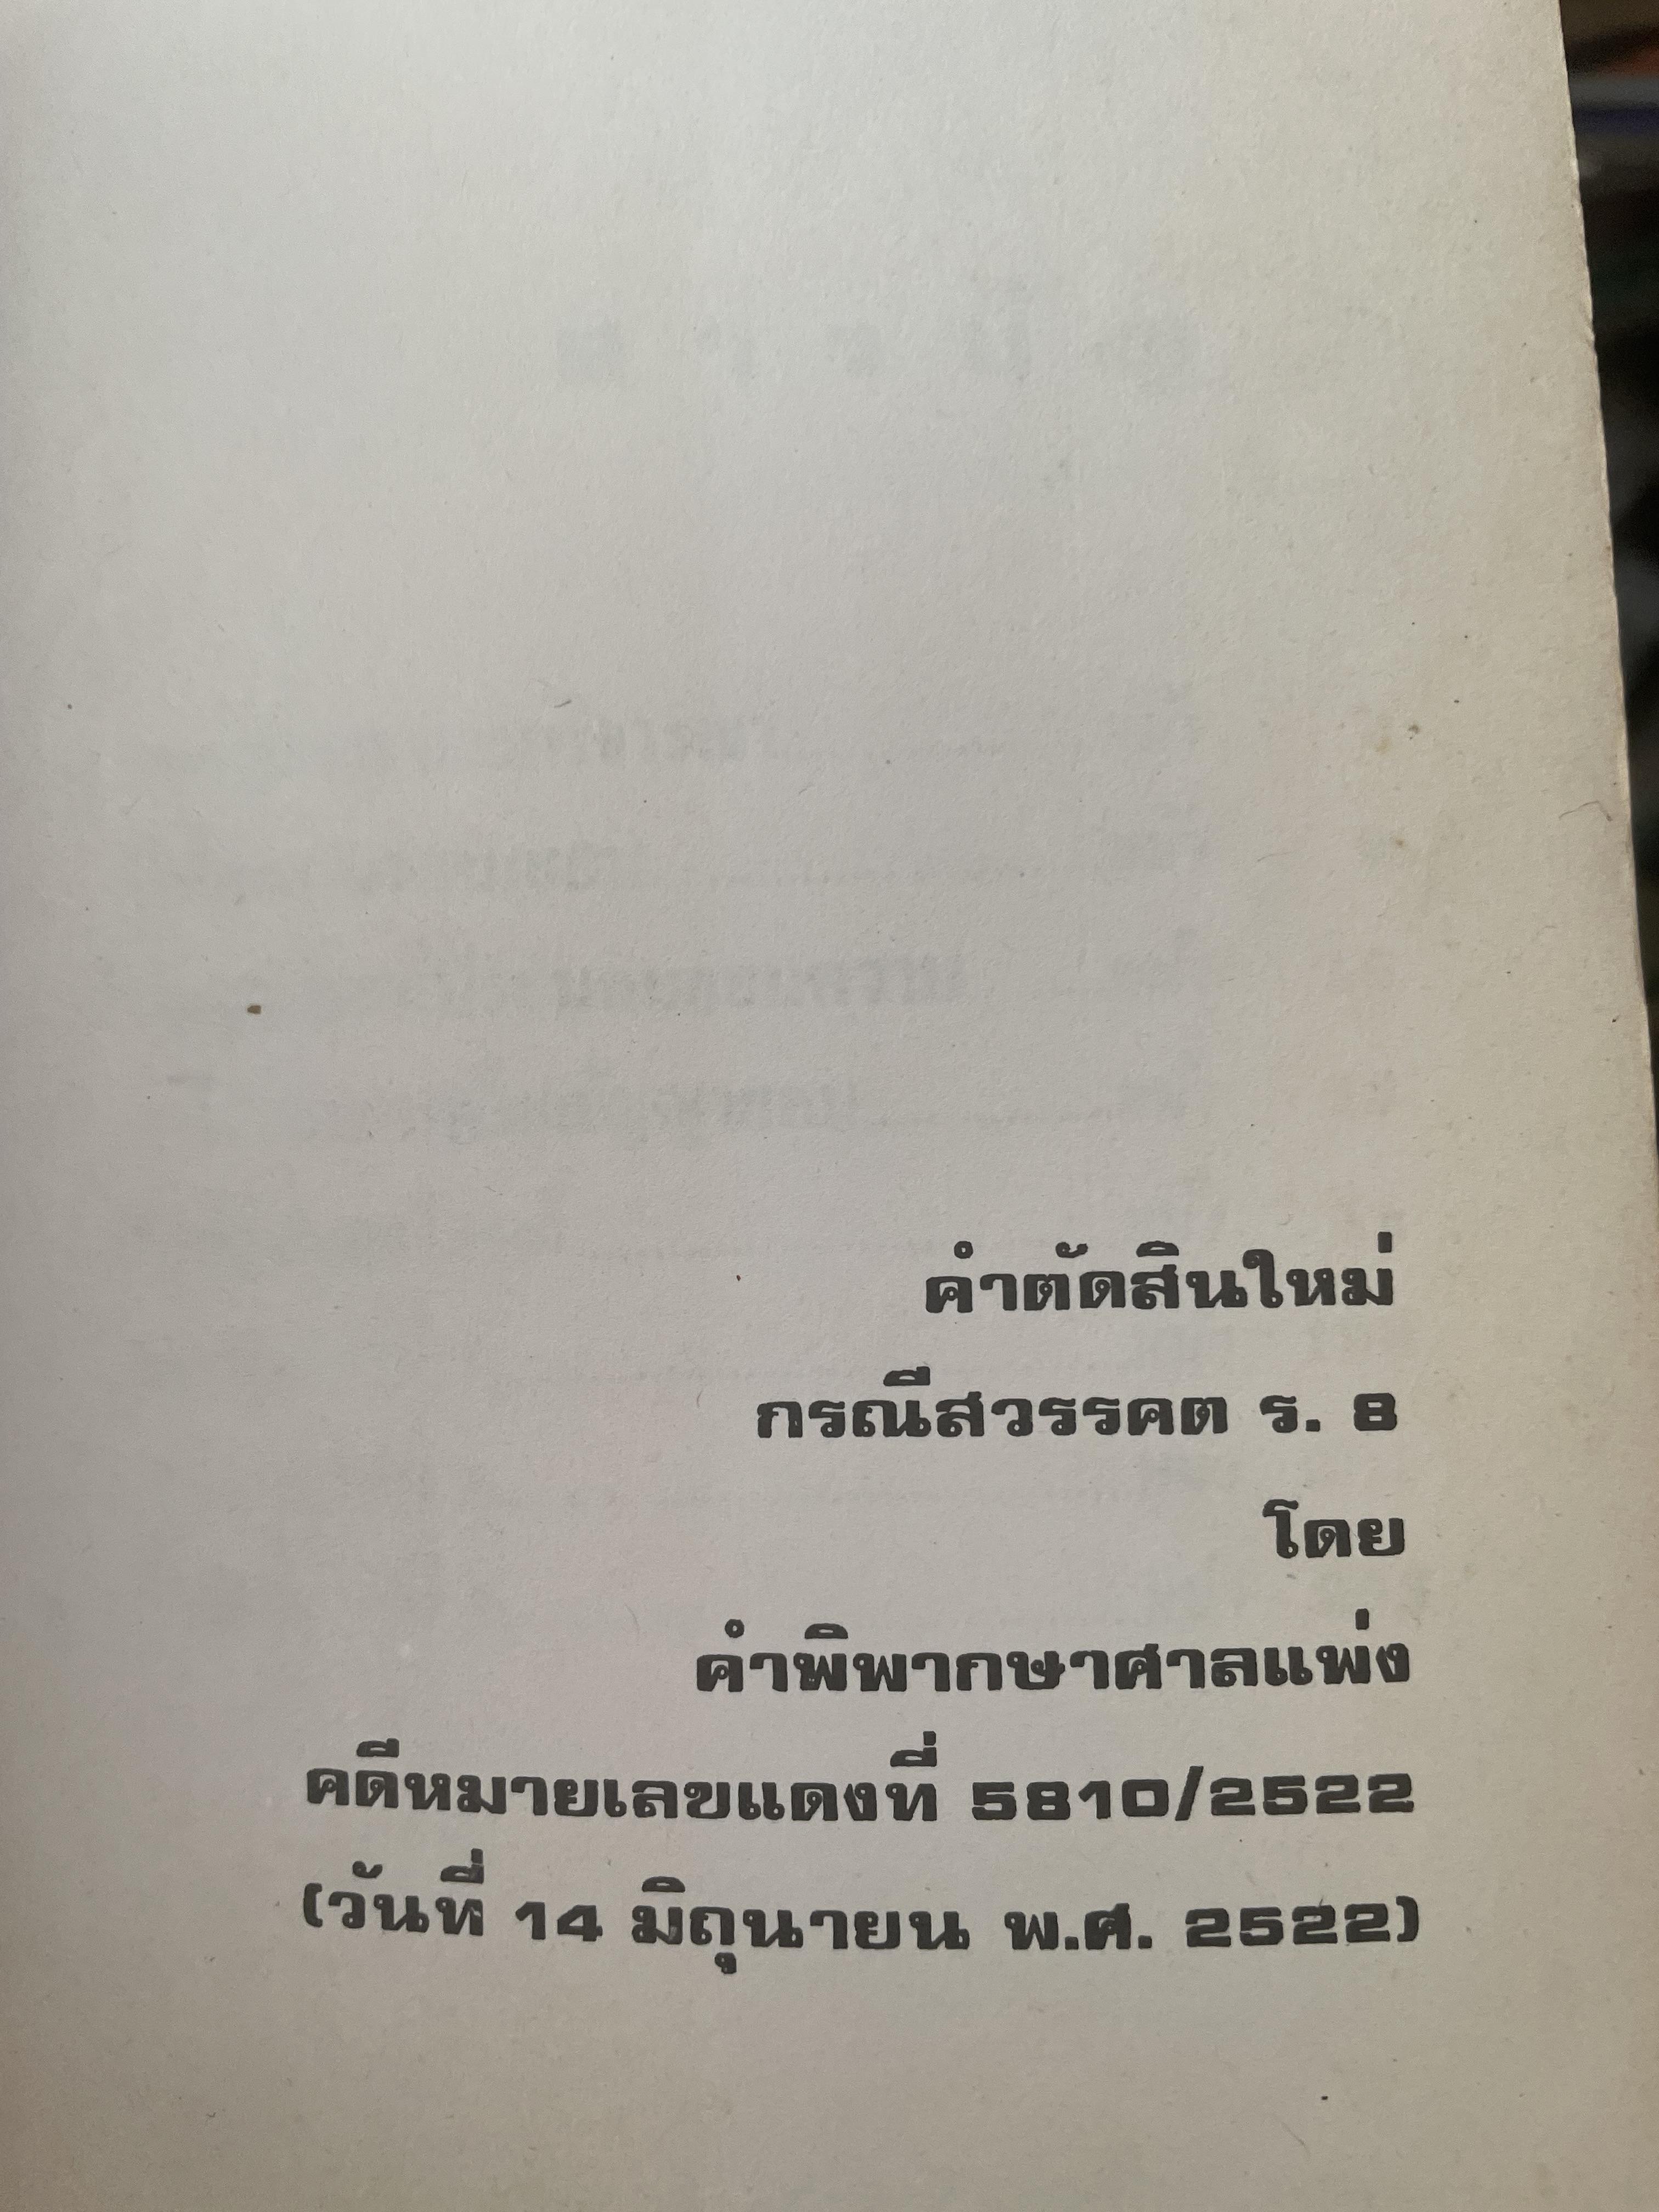 คำตัดสินใหม่
กรณีสวรรคต ร. 8
โดย
คำพิพากษาศาลแพ่ง
คดีหมายเลขแดงที่ 5810/2522
(วันที่ 14 มิถุนายน พ.ศ. 2522)